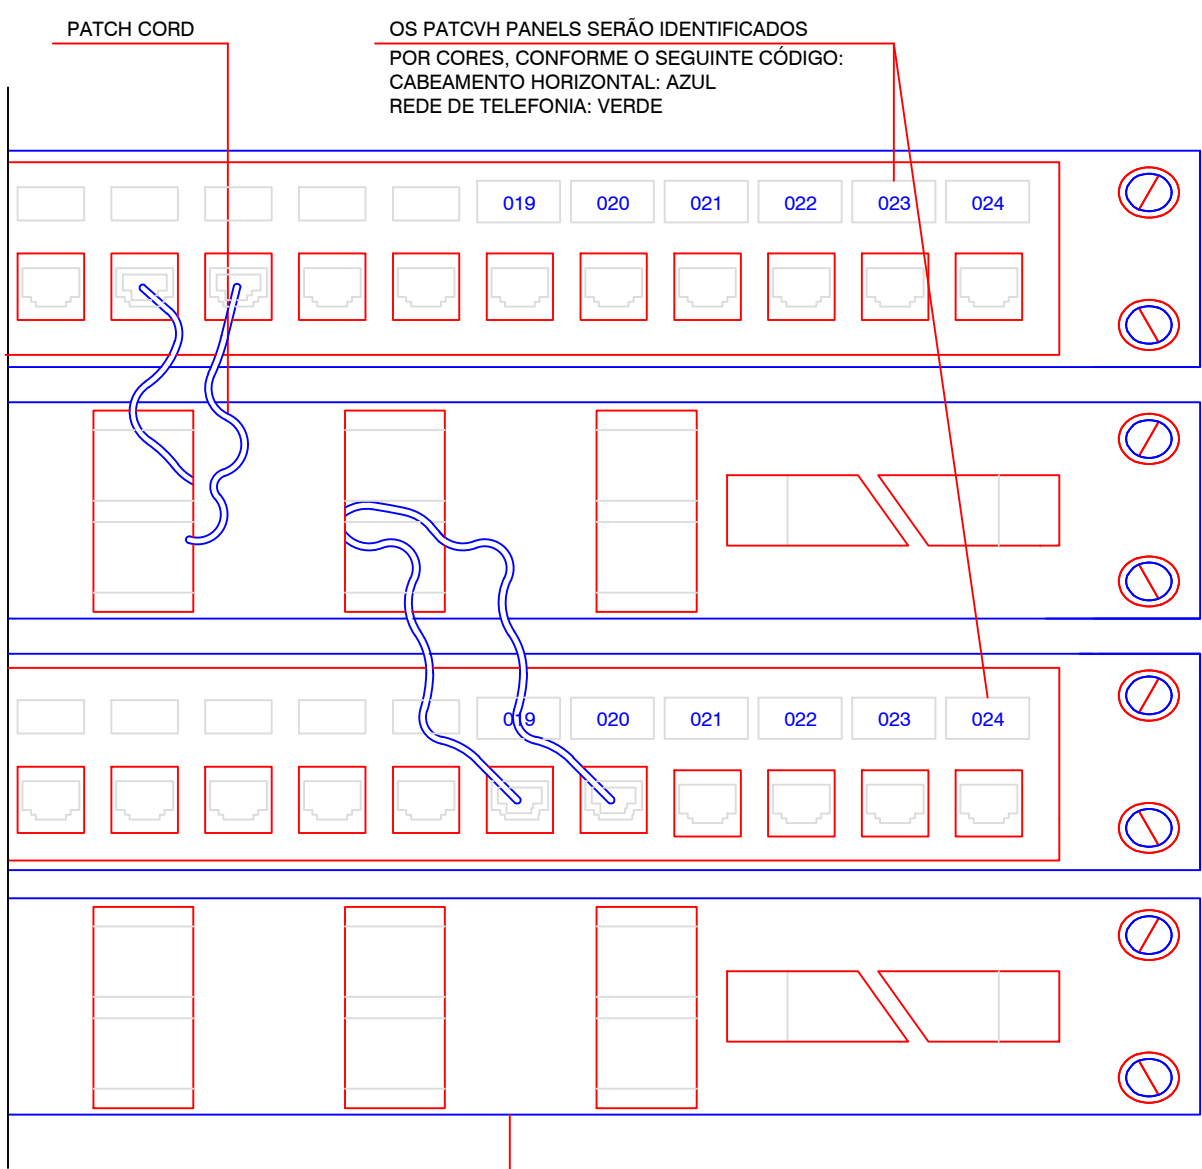 PATCH CORD
OS PATCVH PANELS SERÃO IDENTIFICADOS
POR CORES, CONFORME O SEGUINTE CÓDIGO:
CABEAMENTO HORIZONTAL: AZUL
REDE DE TELEFONIA: VERDE
019 020 021 022 023 024
019 020 021 022 023 024